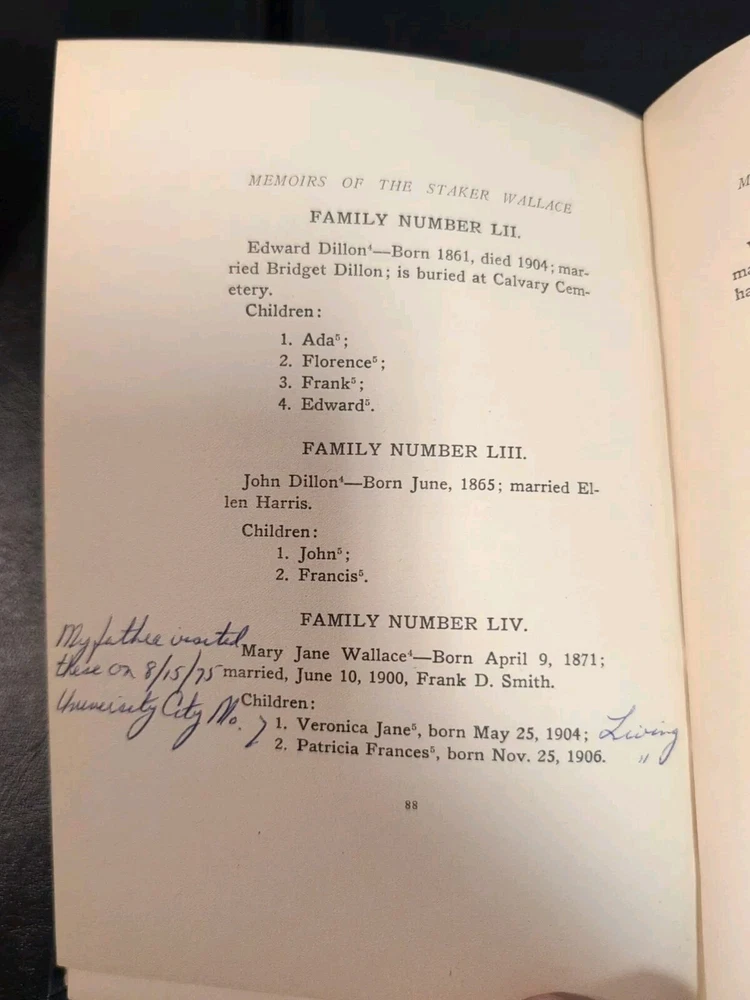 MEMOIRS OF THE STAKER WALLACE
FAMILY NUMBER LII.
Edward Dillon⁴—Born 1861, died 1904; mar-
ried Bridget Dillon; is buried at Calvary Cem-
etery.
Children:
1. Ada⁵;
2. Florence⁵;
3. Frank⁵;
4. Edward⁵.
FAMILY NUMBER LIII.
John Dillon⁴—Born June, 1865; married El-
len Harris.
Children:
1. John⁵;
2. Francis⁵.
FAMILY NUMBER LIV.
Mary Jane Wallace⁴—Born April 9, 1871;
married, June 10, 1900, Frank D. Smith.
Children:
1. Veronica Jane⁵, born May 25, 1904; Living
2. Patricia Frances⁵, born Nov. 25, 1906. "
My father visited
these on 8/15/75
University City Mo.
88
M
ma
ha